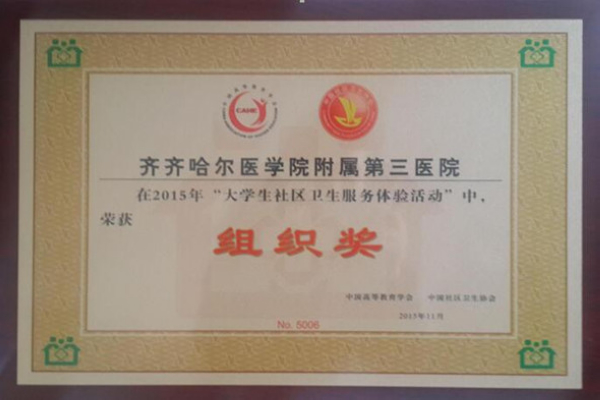 CAHE
齐齐哈尔医学院附属第三医院
在2015年“大学生社区卫生服务体验活动”中，
荣获
组织奖
中国高等教育学会 中国社区卫生协会
2015年11月
No. 5006